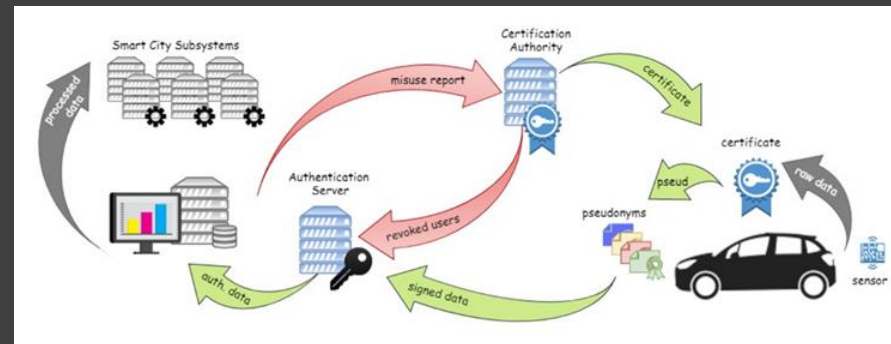 Smart City Subsystems
processed
data
misuse report
Certification
Authority
certificate
certificate
pseud
raw data
sensor
Authentication
Server
revoked users
pseudonyms
auth. data
signed data